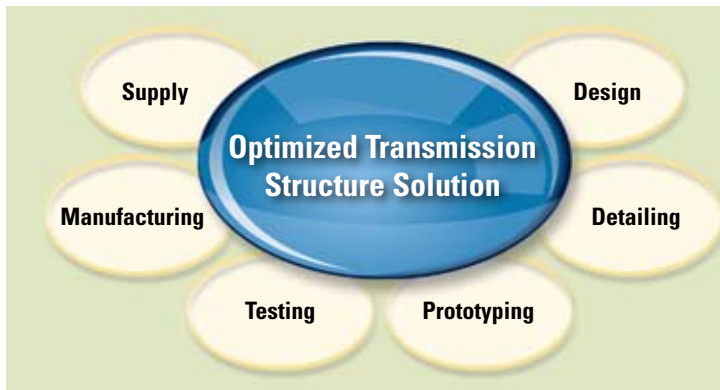 Supply
Design
Optimized Transmission
Structure Solution
Manufacturing
Detailing
Testing
Prototyping